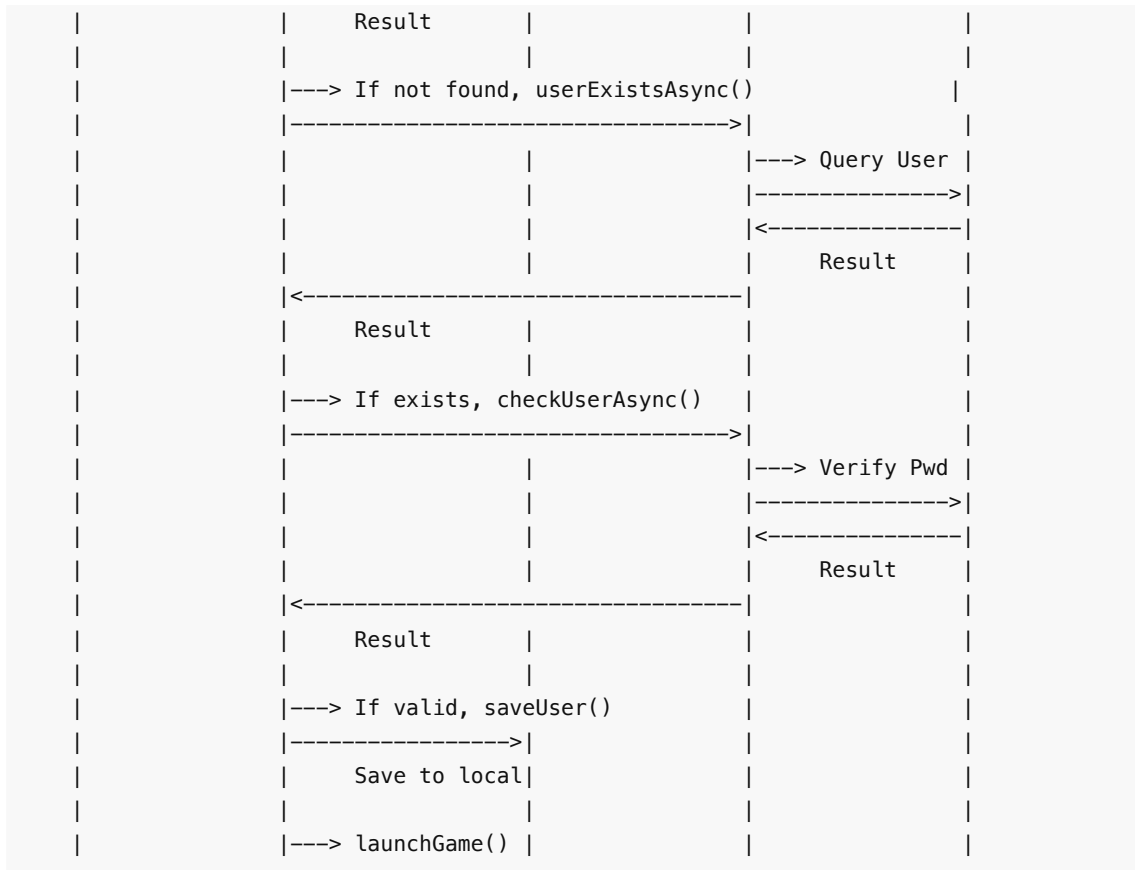 |               |     Result       |                |                |
|               |                  |                |                |
|               |---> If not found, userExistsAsync()               |
|               |---------------------------------->|                |
|               |                  |                |---> Query User |
|               |                  |                |--------------->|
|               |                  |                |<---------------|
|               |                  |                |     Result     |
|               |<----------------------------------|                |
|               |     Result       |                |                |
|               |                  |                |                |
|               |---> If exists, checkUserAsync()   |                |
|               |---------------------------------->|                |
|               |                  |                |---> Verify Pwd |
|               |                  |                |--------------->|
|               |                  |                |<---------------|
|               |                  |                |     Result     |
|               |<----------------------------------|                |
|               |     Result       |                |                |
|               |                  |                |                |
|               |---> If valid, saveUser()          |                |
|               |----------------->|                |                |
|               |     Save to local|                |                |
|               |                  |                |                |
|               |---> launchGame() |                |                |